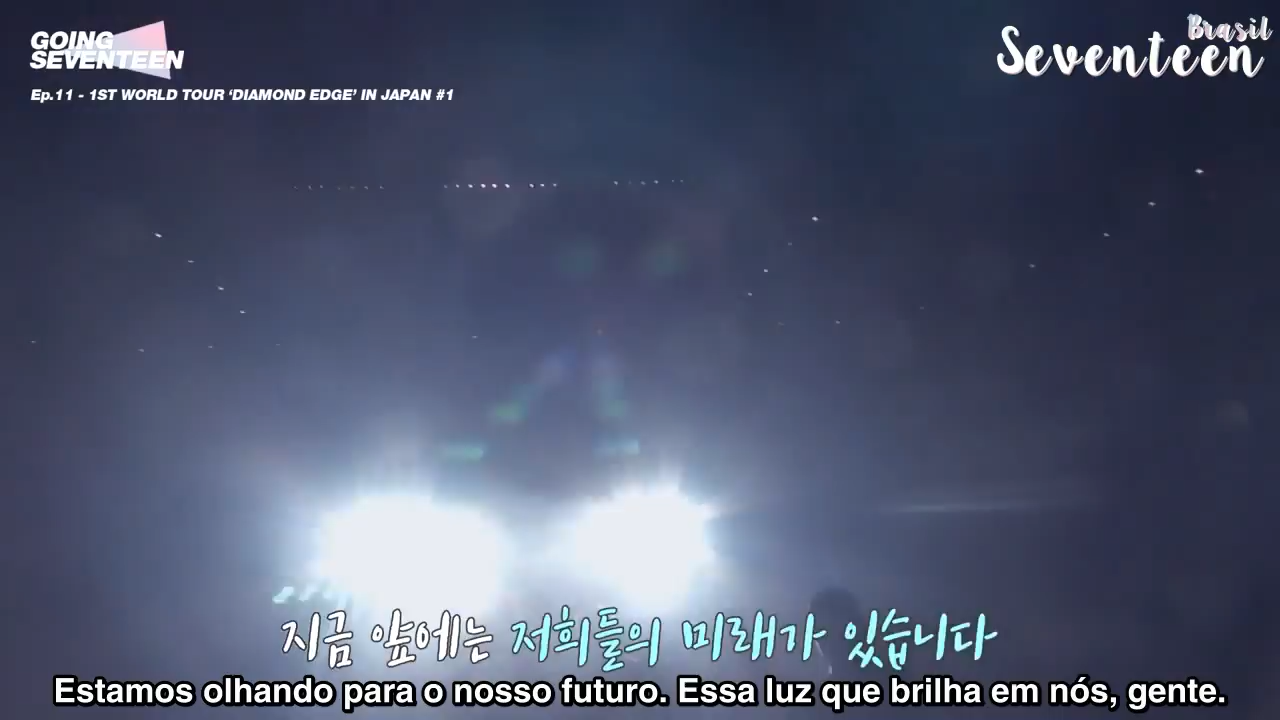 GOING
SEVENTEEN
Ep.11 - 1ST WORLD TOUR ‘DIAMOND EDGE’ IN JAPAN #1
Brasil
Seventeen
지금 앞에는 저희들의 미래가 있습니다
Estamos olhando para o nosso futuro. Essa luz que brilha em nós, gente.